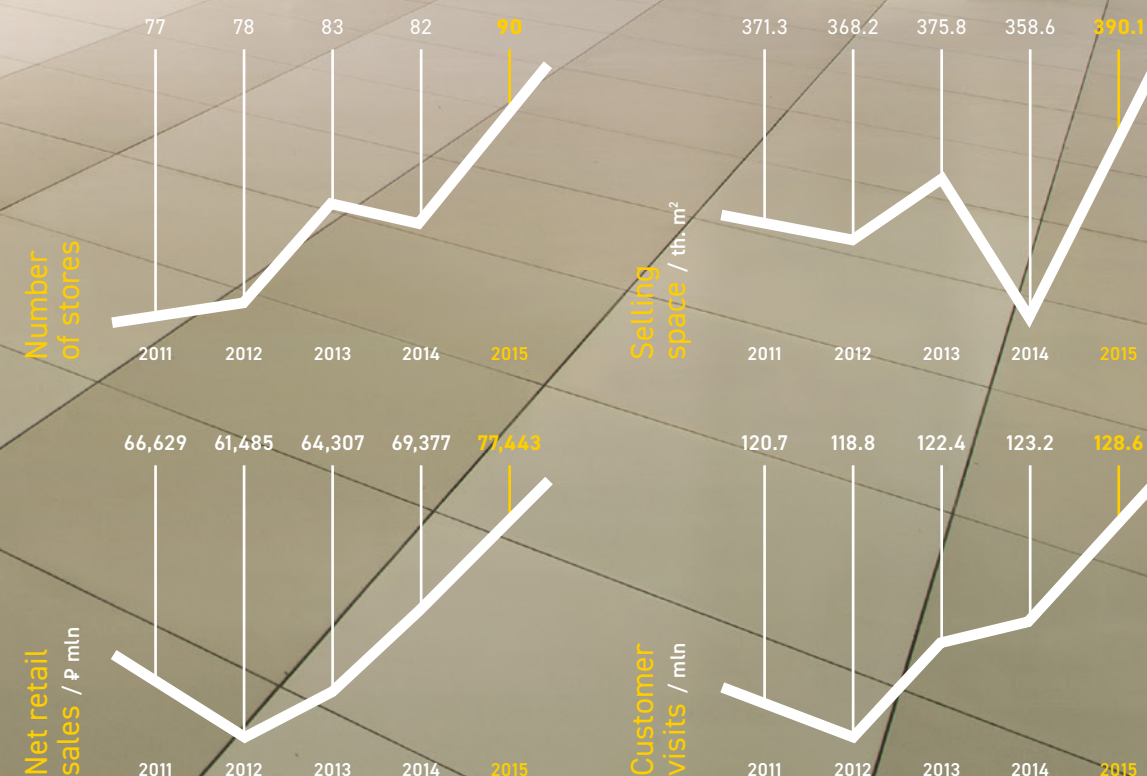 77 78 83 82 90
Number
of stores
2011 2012 2013 2014 2015
371.3 368.2 375.8 358.6 390.1
Selling
space / th. m²
2011 2012 2013 2014 2015
66,629 61,485 64,307 69,377 77,443
Net retail
sales / ₽ mln
2011 2012 2013 2014 2015
120.7 118.8 122.4 123.2 128.6
Customer
visits / mln
2011 2012 2013 2014 2015